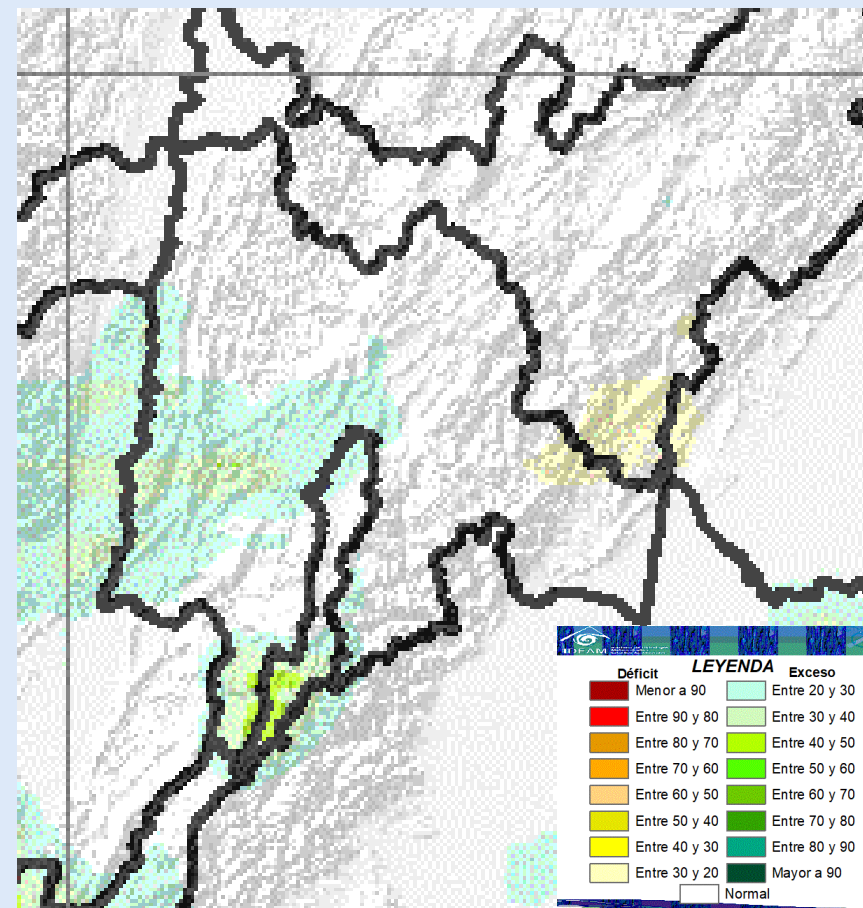 IDEAM
LEYENDA
Déficit Exceso
Menor a 90 Entre 20 y 30
Entre 90 y 80 Entre 30 y 40
Entre 80 y 70 Entre 40 y 50
Entre 70 y 60 Entre 50 y 60
Entre 60 y 50 Entre 60 y 70
Entre 50 y 40 Entre 70 y 80
Entre 40 y 30 Entre 80 y 90
Entre 30 y 20 Mayor a 90
Normal